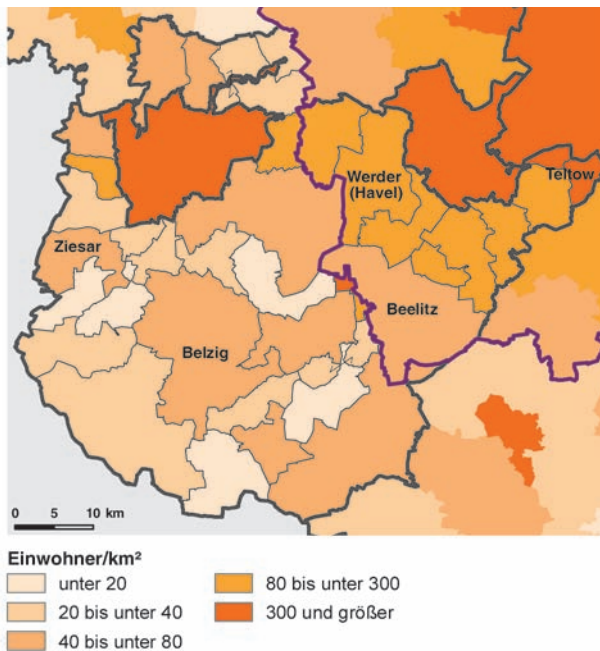 Werder
(Havel)
Teltow
Ziesar
Beelitz
Belzig
0 5 10 km
Einwohner/km²
unter 20
20 bis unter 40
40 bis unter 80
80 bis unter 300
300 und größer